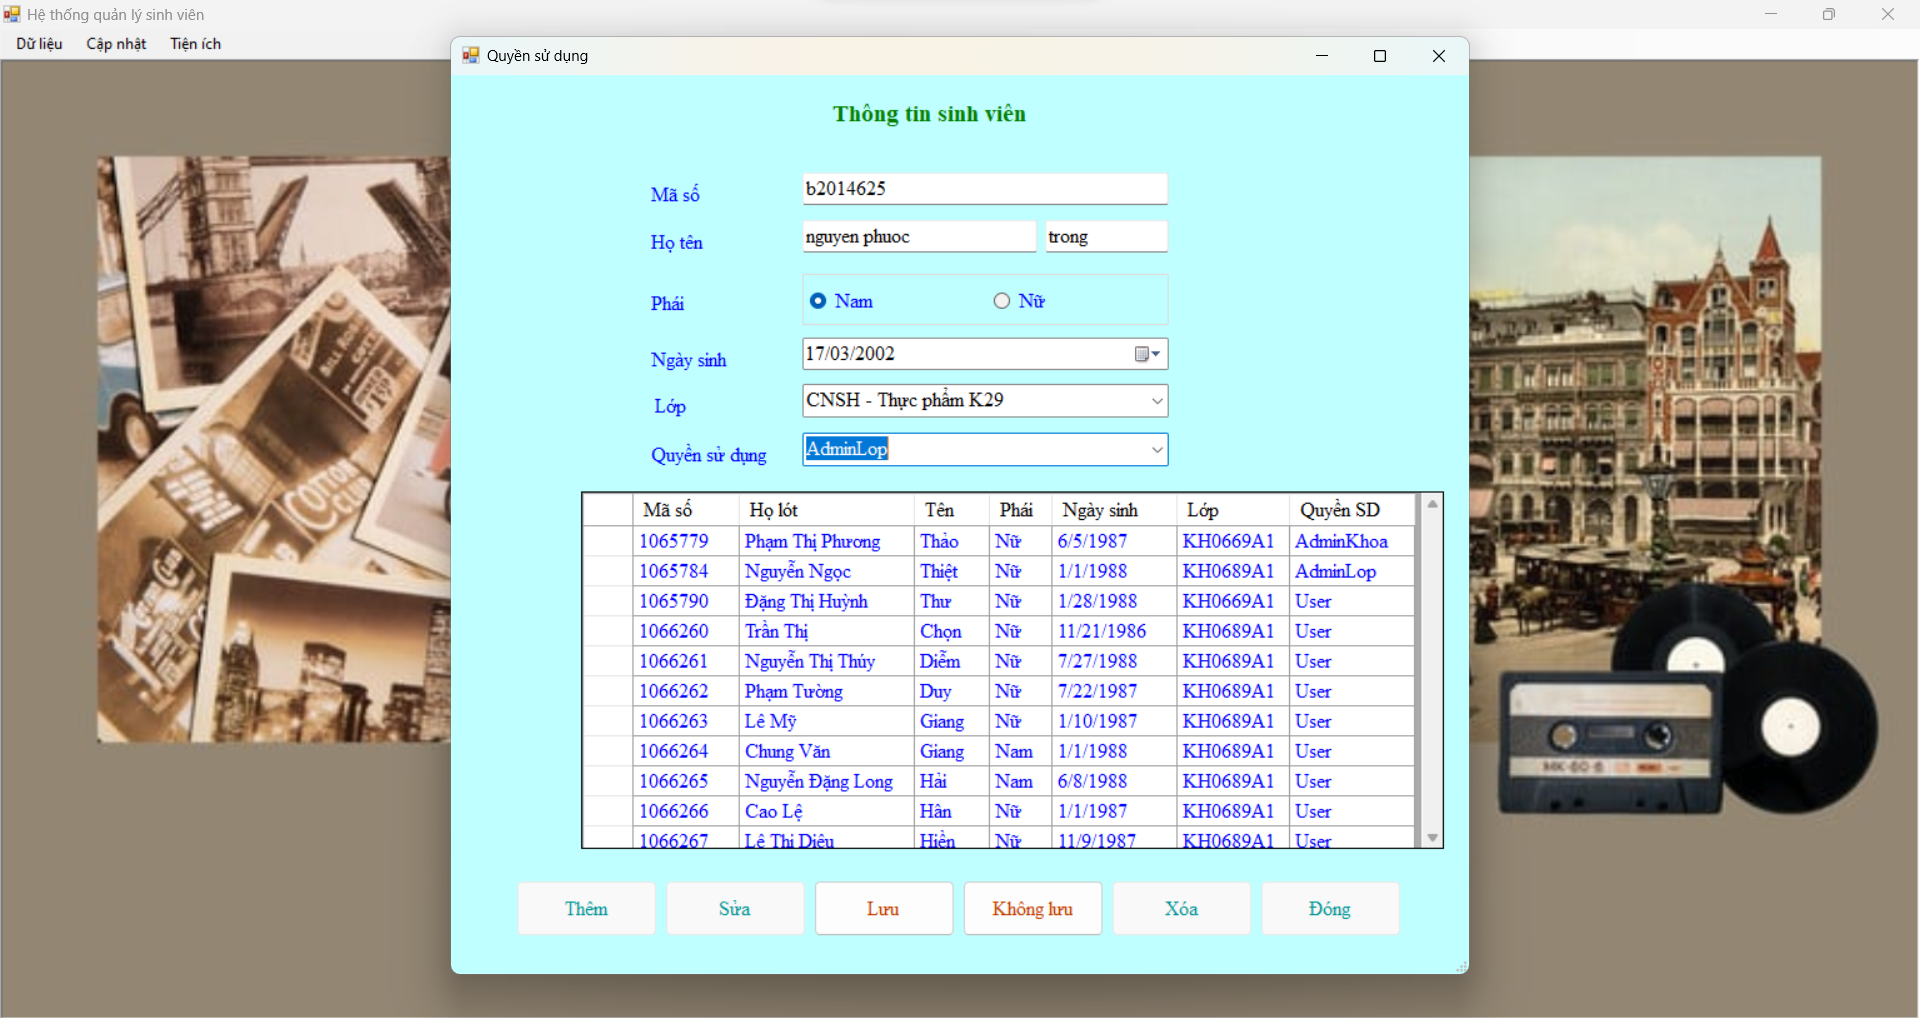 Hệ thống quản lý sinh viên
Dữ liệu Cập nhật Tiện ích
Quyền sử dụng
Thông tin sinh viên
Mã số b2014625
Họ tên nguyen phuoc trong
Phái Nam Nữ
Ngày sinh 17/03/2002
Lớp CNSH - Thực phẩm K29
Quyền sử dụng AdminLop
Mã số Họ lót Tên Phái Ngày sinh Lớp Quyền SD
1065779 Phạm Thị Phương Thảo Nữ 6/5/1987 KH0669A1 AdminKhoa
1065784 Nguyễn Ngọc Thiệt Nữ 1/1/1988 KH0689A1 AdminLop
1065790 Đặng Thị Huỳnh Thư Nữ 1/28/1988 KH0669A1 User
1066260 Trần Thị Chọn Nữ 11/21/1986 KH0689A1 User
1066261 Nguyễn Thị Thúy Diễm Nữ 7/27/1988 KH0689A1 User
1066262 Phạm Tường Duy Nữ 7/22/1987 KH0689A1 User
1066263 Lê Mỹ Giang Nữ 1/10/1987 KH0689A1 User
1066264 Chung Văn Giang Nam 1/1/1988 KH0689A1 User
1066265 Nguyễn Đặng Long Hải Nam 6/8/1988 KH0689A1 User
1066266 Cao Lệ Hân Nữ 1/1/1987 KH0689A1 User
1066267 Lê Thị Diệu Hiền Nữ 11/9/1987 KH0689A1 User
Thêm Sửa Lưu Không lưu Xóa Đóng
COTTON
CLUB